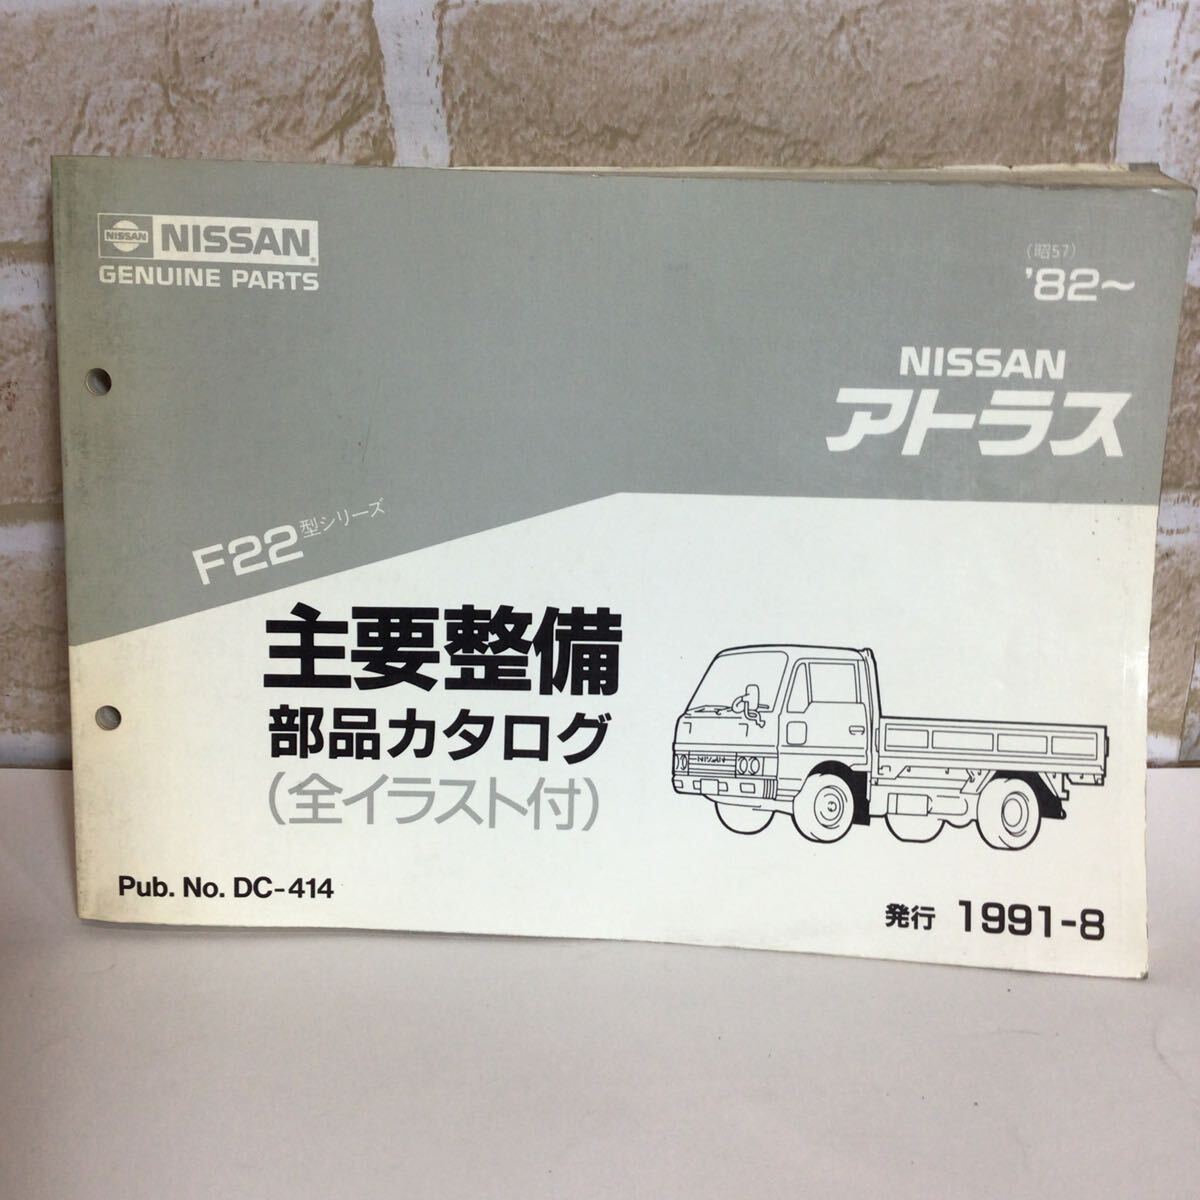 NISSAN NISSAN®
GENUINE PARTS
(昭57)
'82~
NISSAN
アトラス
F22型シリーズ
主要整備
部品カタログ
(全イラスト付)
NISSAN
Pub. No. DC-414
発行 1991-8